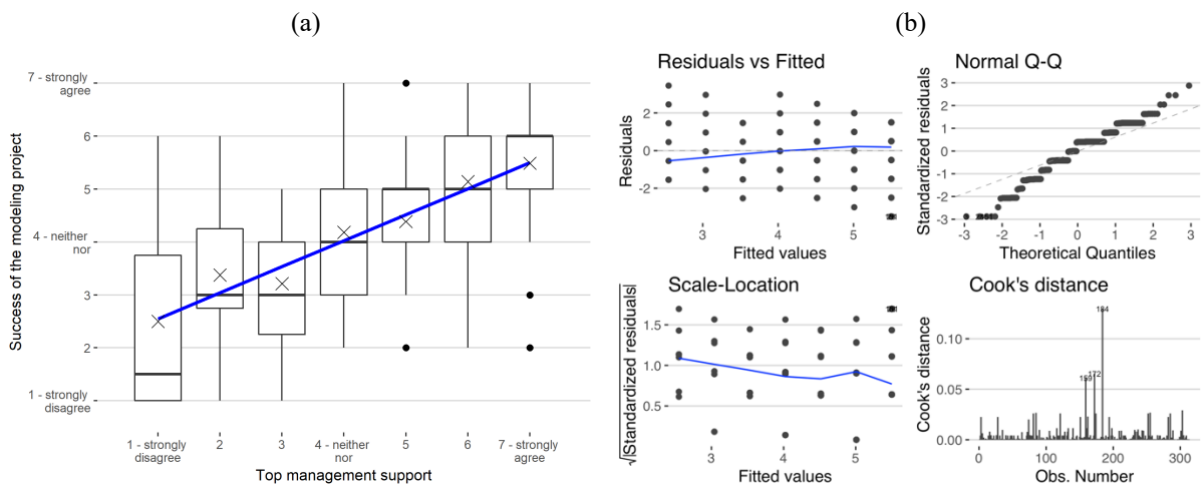 (a)
(b)
7 - strongly
agree
6
5
4 - neither
nor
3
2
1 - strongly
disagree
Success of the modeling project
1 - strongly
disagree
2
3
4 - neither
nor
5
6
7 - strongly
agree
Top management support
Residuals vs Fitted
2
0
-2
Residuals
3
4
5
Fitted values
Normal Q-Q
3
2
1
0
-1
-2
-3
Standardized residuals
-3
-2
-1
0
1
2
3
Theoretical Quantiles
Scale-Location
1.5
1.0
0.5
√|Standardized residuals|
3
4
5
Fitted values
Cook's distance
0.10
0.05
0.00
Cook's distance
184
172
0
100
200
300
Obs. Number